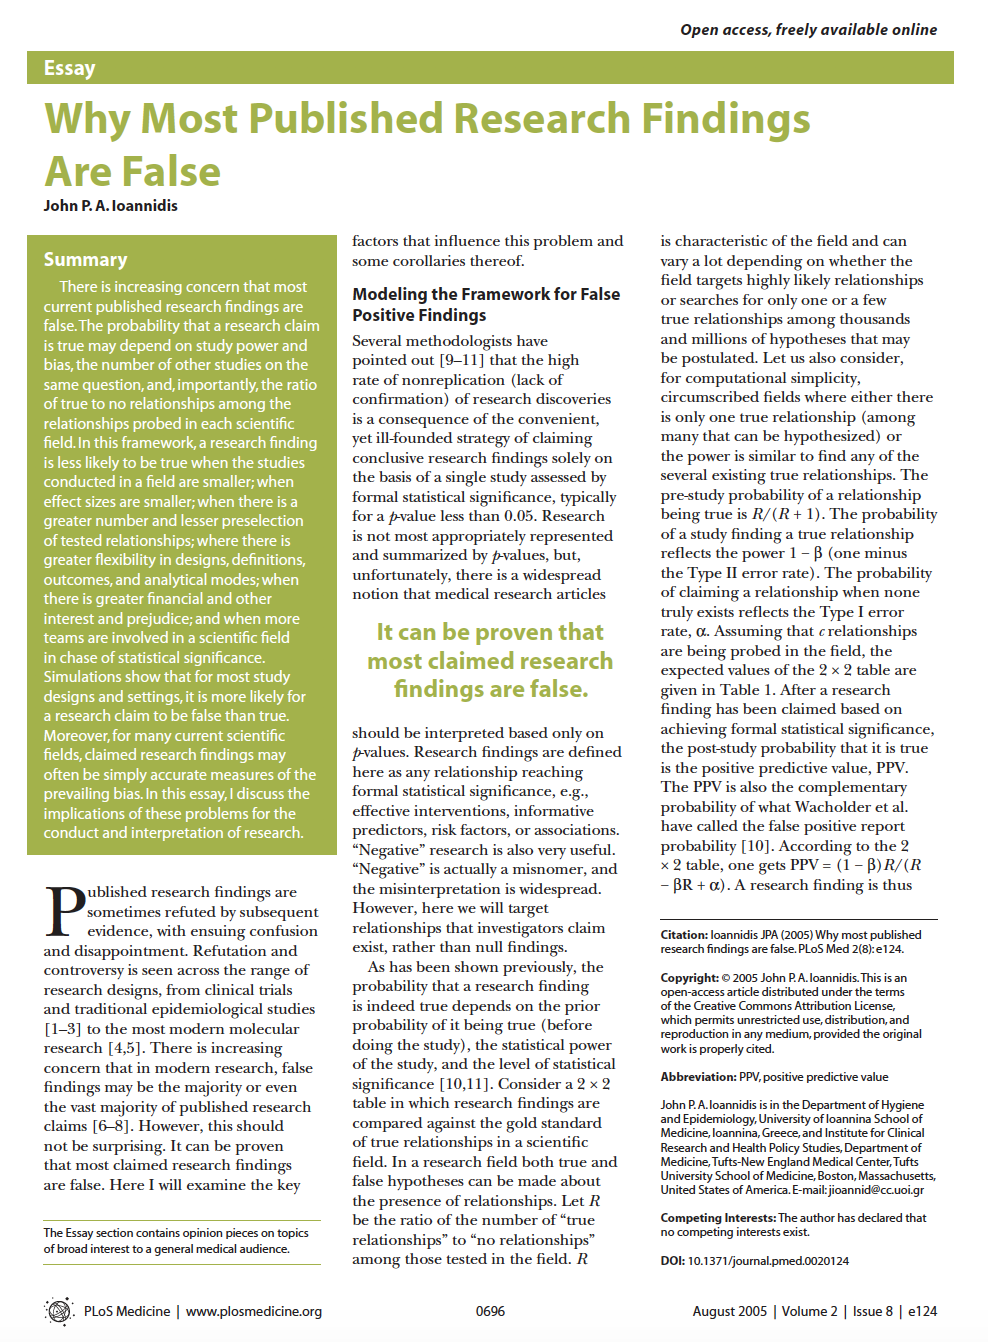 Open access, freely available online
Essay
Why Most Published Research Findings
Are False
John P. A. Ioannidis
Summary
There is increasing concern that most
current published research findings are
false. The probability that a research claim
is true may depend on study power and
bias, the number of other studies on the
same question, and, importantly, the ratio
of true to no relationships among the
relationships probed in each scientific
field. In this framework, a research finding
is less likely to be true when the studies
conducted in a field are smaller; when
effect sizes are smaller; when there is a
greater number and lesser preselection
of tested relationships; where there is
greater flexibility in designs, definitions,
outcomes, and analytical modes; when
there is greater financial and other
interest and prejudice; and when more
teams are involved in a scientific field
in chase of statistical significance.
Simulations show that for most study
designs and settings, it is more likely for
a research claim to be false than true.
Moreover, for many current scientific
fields, claimed research findings may
often be simply accurate measures of the
prevailing bias. In this essay, I discuss the
implications of these problems for the
conduct and interpretation of research.
Published research findings are
sometimes refuted by subsequent
evidence, with ensuing confusion
and disappointment. Refutation and
controversy is seen across the range of
research designs, from clinical trials
and traditional epidemiological studies
[1–3] to the most modern molecular
research [4,5]. There is increasing
concern that in modern research, false
findings may be the majority or even
the vast majority of published research
claims [6–8]. However, this should
not be surprising. It can be proven
that most claimed research findings
are false. Here I will examine the key
The Essay section contains opinion pieces on topics
of broad interest to a general medical audience.
factors that influence this problem and
some corollaries thereof.
Modeling the Framework for False
Positive Findings
Several methodologists have
pointed out [9–11] that the high
rate of nonreplication (lack of
confirmation) of research discoveries
is a consequence of the convenient,
yet ill-founded strategy of claiming
conclusive research findings solely on
the basis of a single study assessed by
formal statistical significance, typically
for a p-value less than 0.05. Research
is not most appropriately represented
and summarized by p-values, but,
unfortunately, there is a widespread
notion that medical research articles
It can be proven that
most claimed research
findings are false.
should be interpreted based only on
p-values. Research findings are defined
here as any relationship reaching
formal statistical significance, e.g.,
effective interventions, informative
predictors, risk factors, or associations.
“Negative” research is also very useful.
“Negative” is actually a misnomer, and
the misinterpretation is widespread.
However, here we will target
relationships that investigators claim
exist, rather than null findings.
As has been shown previously, the
probability that a research finding
is indeed true depends on the prior
probability of it being true (before
doing the study), the statistical power
of the study, and the level of statistical
significance [10,11]. Consider a 2 × 2
table in which research findings are
compared against the gold standard
of true relationships in a scientific
field. In a research field both true and
false hypotheses can be made about
the presence of relationships. Let R
be the ratio of the number of “true
relationships” to “no relationships”
among those tested in the field. R
is characteristic of the field and can
vary a lot depending on whether the
field targets highly likely relationships
or searches for only one or a few
true relationships among thousands
and millions of hypotheses that may
be postulated. Let us also consider,
for computational simplicity,
circumscribed fields where either there
is only one true relationship (among
many that can be hypothesized) or
the power is similar to find any of the
several existing true relationships. The
pre-study probability of a relationship
being true is R/(R + 1). The probability
of a study finding a true relationship
reflects the power 1 – β (one minus
the Type II error rate). The probability
of claiming a relationship when none
truly exists reflects the Type I error
rate, α. Assuming that c relationships
are being probed in the field, the
expected values of the 2 × 2 table are
given in Table 1. After a research
finding has been claimed based on
achieving formal statistical significance,
the post-study probability that it is true
is the positive predictive value, PPV.
The PPV is also the complementary
probability of what Wacholder et al.
have called the false positive report
probability [10]. According to the 2
× 2 table, one gets PPV = (1 – β)R/(R
– βR + α). A research finding is thus
Citation: Ioannidis JPA (2005) Why most published
research findings are false. PLoS Med 2(8): e124.
Copyright: © 2005 John P. A. Ioannidis. This is an
open-access article distributed under the terms
of the Creative Commons Attribution License,
which permits unrestricted use, distribution, and
reproduction in any medium, provided the original
work is properly cited.
Abbreviation: PPV, positive predictive value
John P. A. Ioannidis is in the Department of Hygiene
and Epidemiology, University of Ioannina School of
Medicine, Ioannina, Greece, and Institute for Clinical
Research and Health Policy Studies, Department of
Medicine, Tufts-New England Medical Center, Tufts
University School of Medicine, Boston, Massachusetts,
United States of America. E-mail: jioannid@cc.uoi.gr
Competing Interests: The author has declared that
no competing interests exist.
DOI: 10.1371/journal.pmed.0020124
PLoS Medicine | www.plosmedicine.org
0696
August 2005 | Volume 2 | Issue 8 | e124